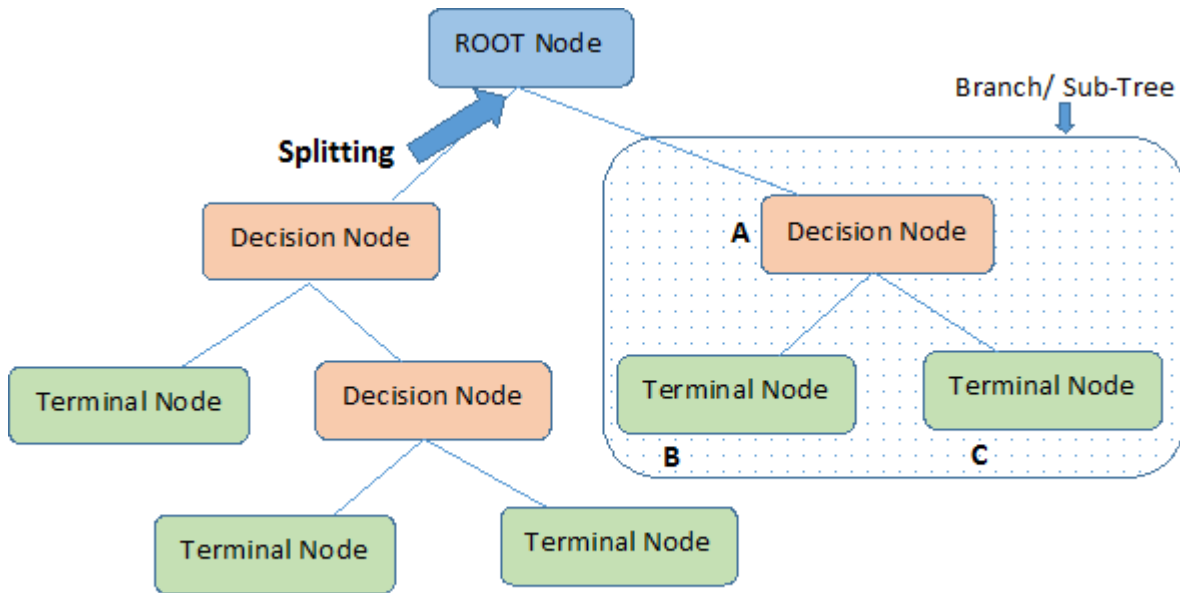 ROOT Node
Branch/ Sub-Tree
Splitting
Decision Node
A
Decision Node
Terminal Node
Decision Node
Terminal Node
Terminal Node
B
C
Terminal Node
Terminal Node